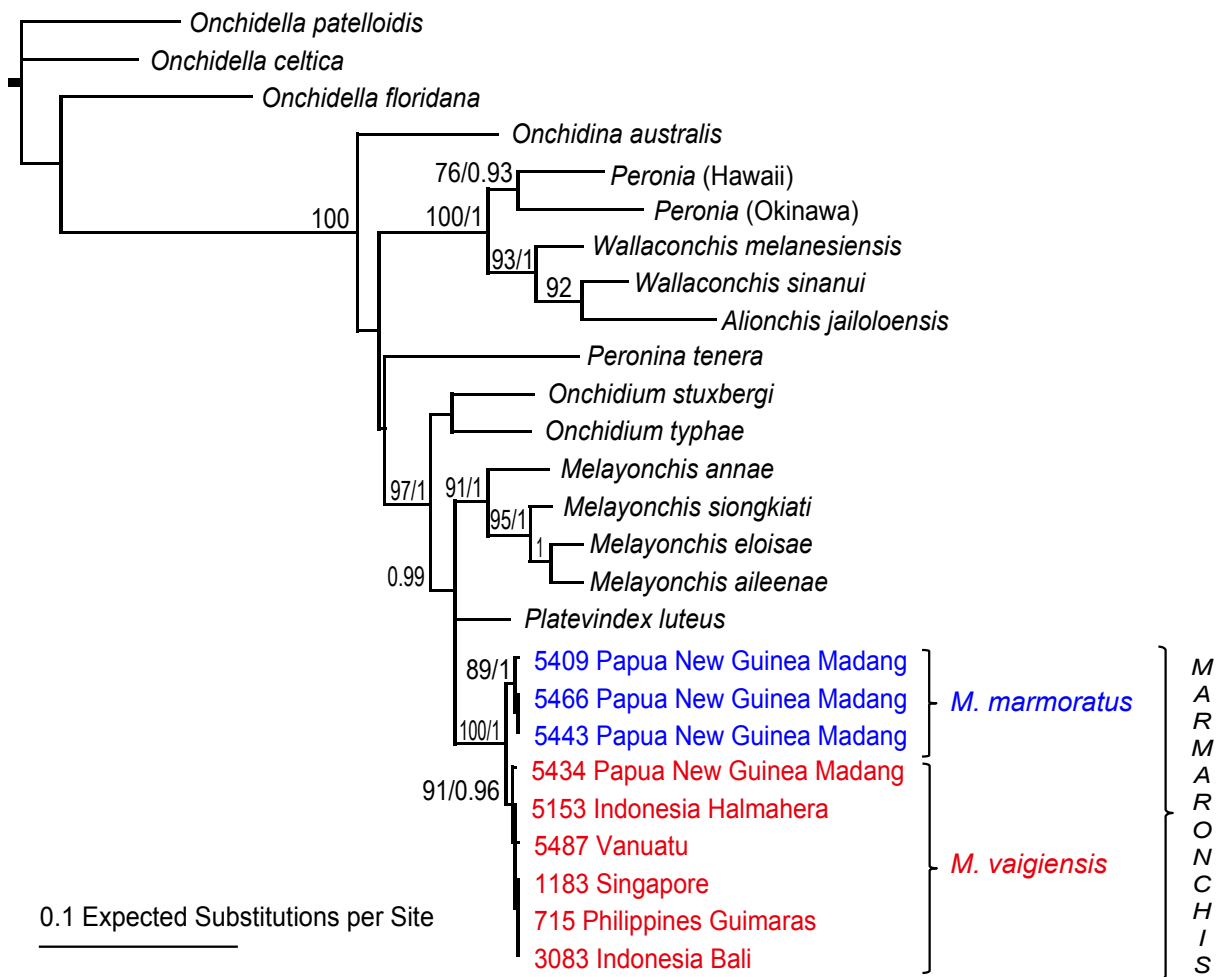 Onchidella patelloidis
Onchidella celtica
Onchidella floridana
Onchidina australis
76/0.93
Peronia (Hawaii)
Peronia (Okinawa)
100
100/1
Wallaconchis melanesiensis
93/1
Wallaconchis sinanui
92
Alionchis jailoloensis
Peronina tenera
Onchidium stuxbergi
Onchidium typhae
Melayonchis annae
97/1
91/1
Melayonchis siongkiati
95/1
Melayonchis eloisae
1
Melayonchis aileenae
0.99
Platevindex luteus
5409 Papua New Guinea Madang
89/1
5466 Papua New Guinea Madang
M. marmoratus
5443 Papua New Guinea Madang
100/1
5434 Papua New Guinea Madang
91/0.96
5153 Indonesia Halmahera
5487 Vanuatu
M. vaigiensis
1183 Singapore
715 Philippines Guimaras
3083 Indonesia Bali
MARMARONCHIS
0.1 Expected Substitutions per Site